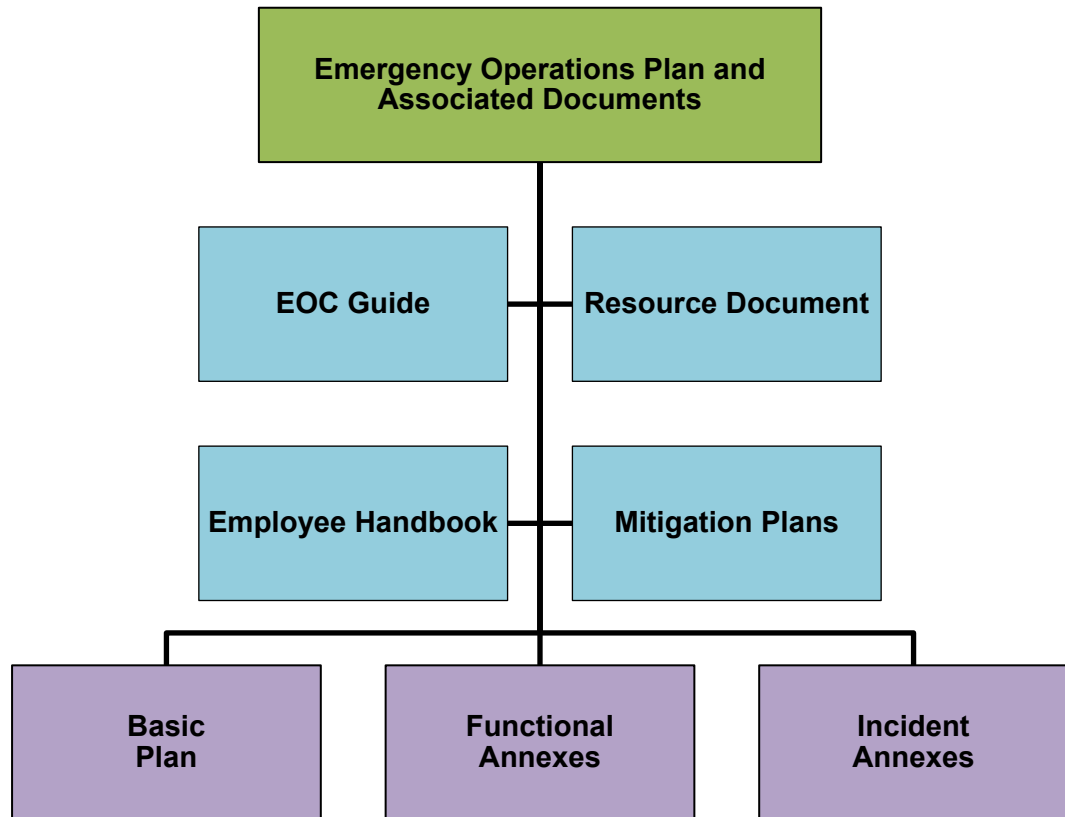 Emergency Operations Plan and
Associated Documents
EOC Guide
Resource Document
Employee Handbook
Mitigation Plans
Basic
Plan
Functional
Annexes
Incident
Annexes